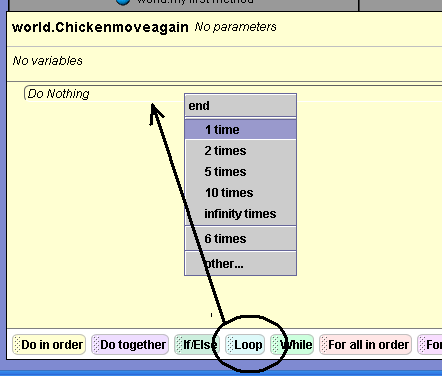 world.my first method
world.Chickenmoveagain No parameters
No variables
Do Nothing
end
1 time
2 times
5 times
10 times
infinity times
6 times
other...
Do in order Do together If/Else Loop While For all in order For